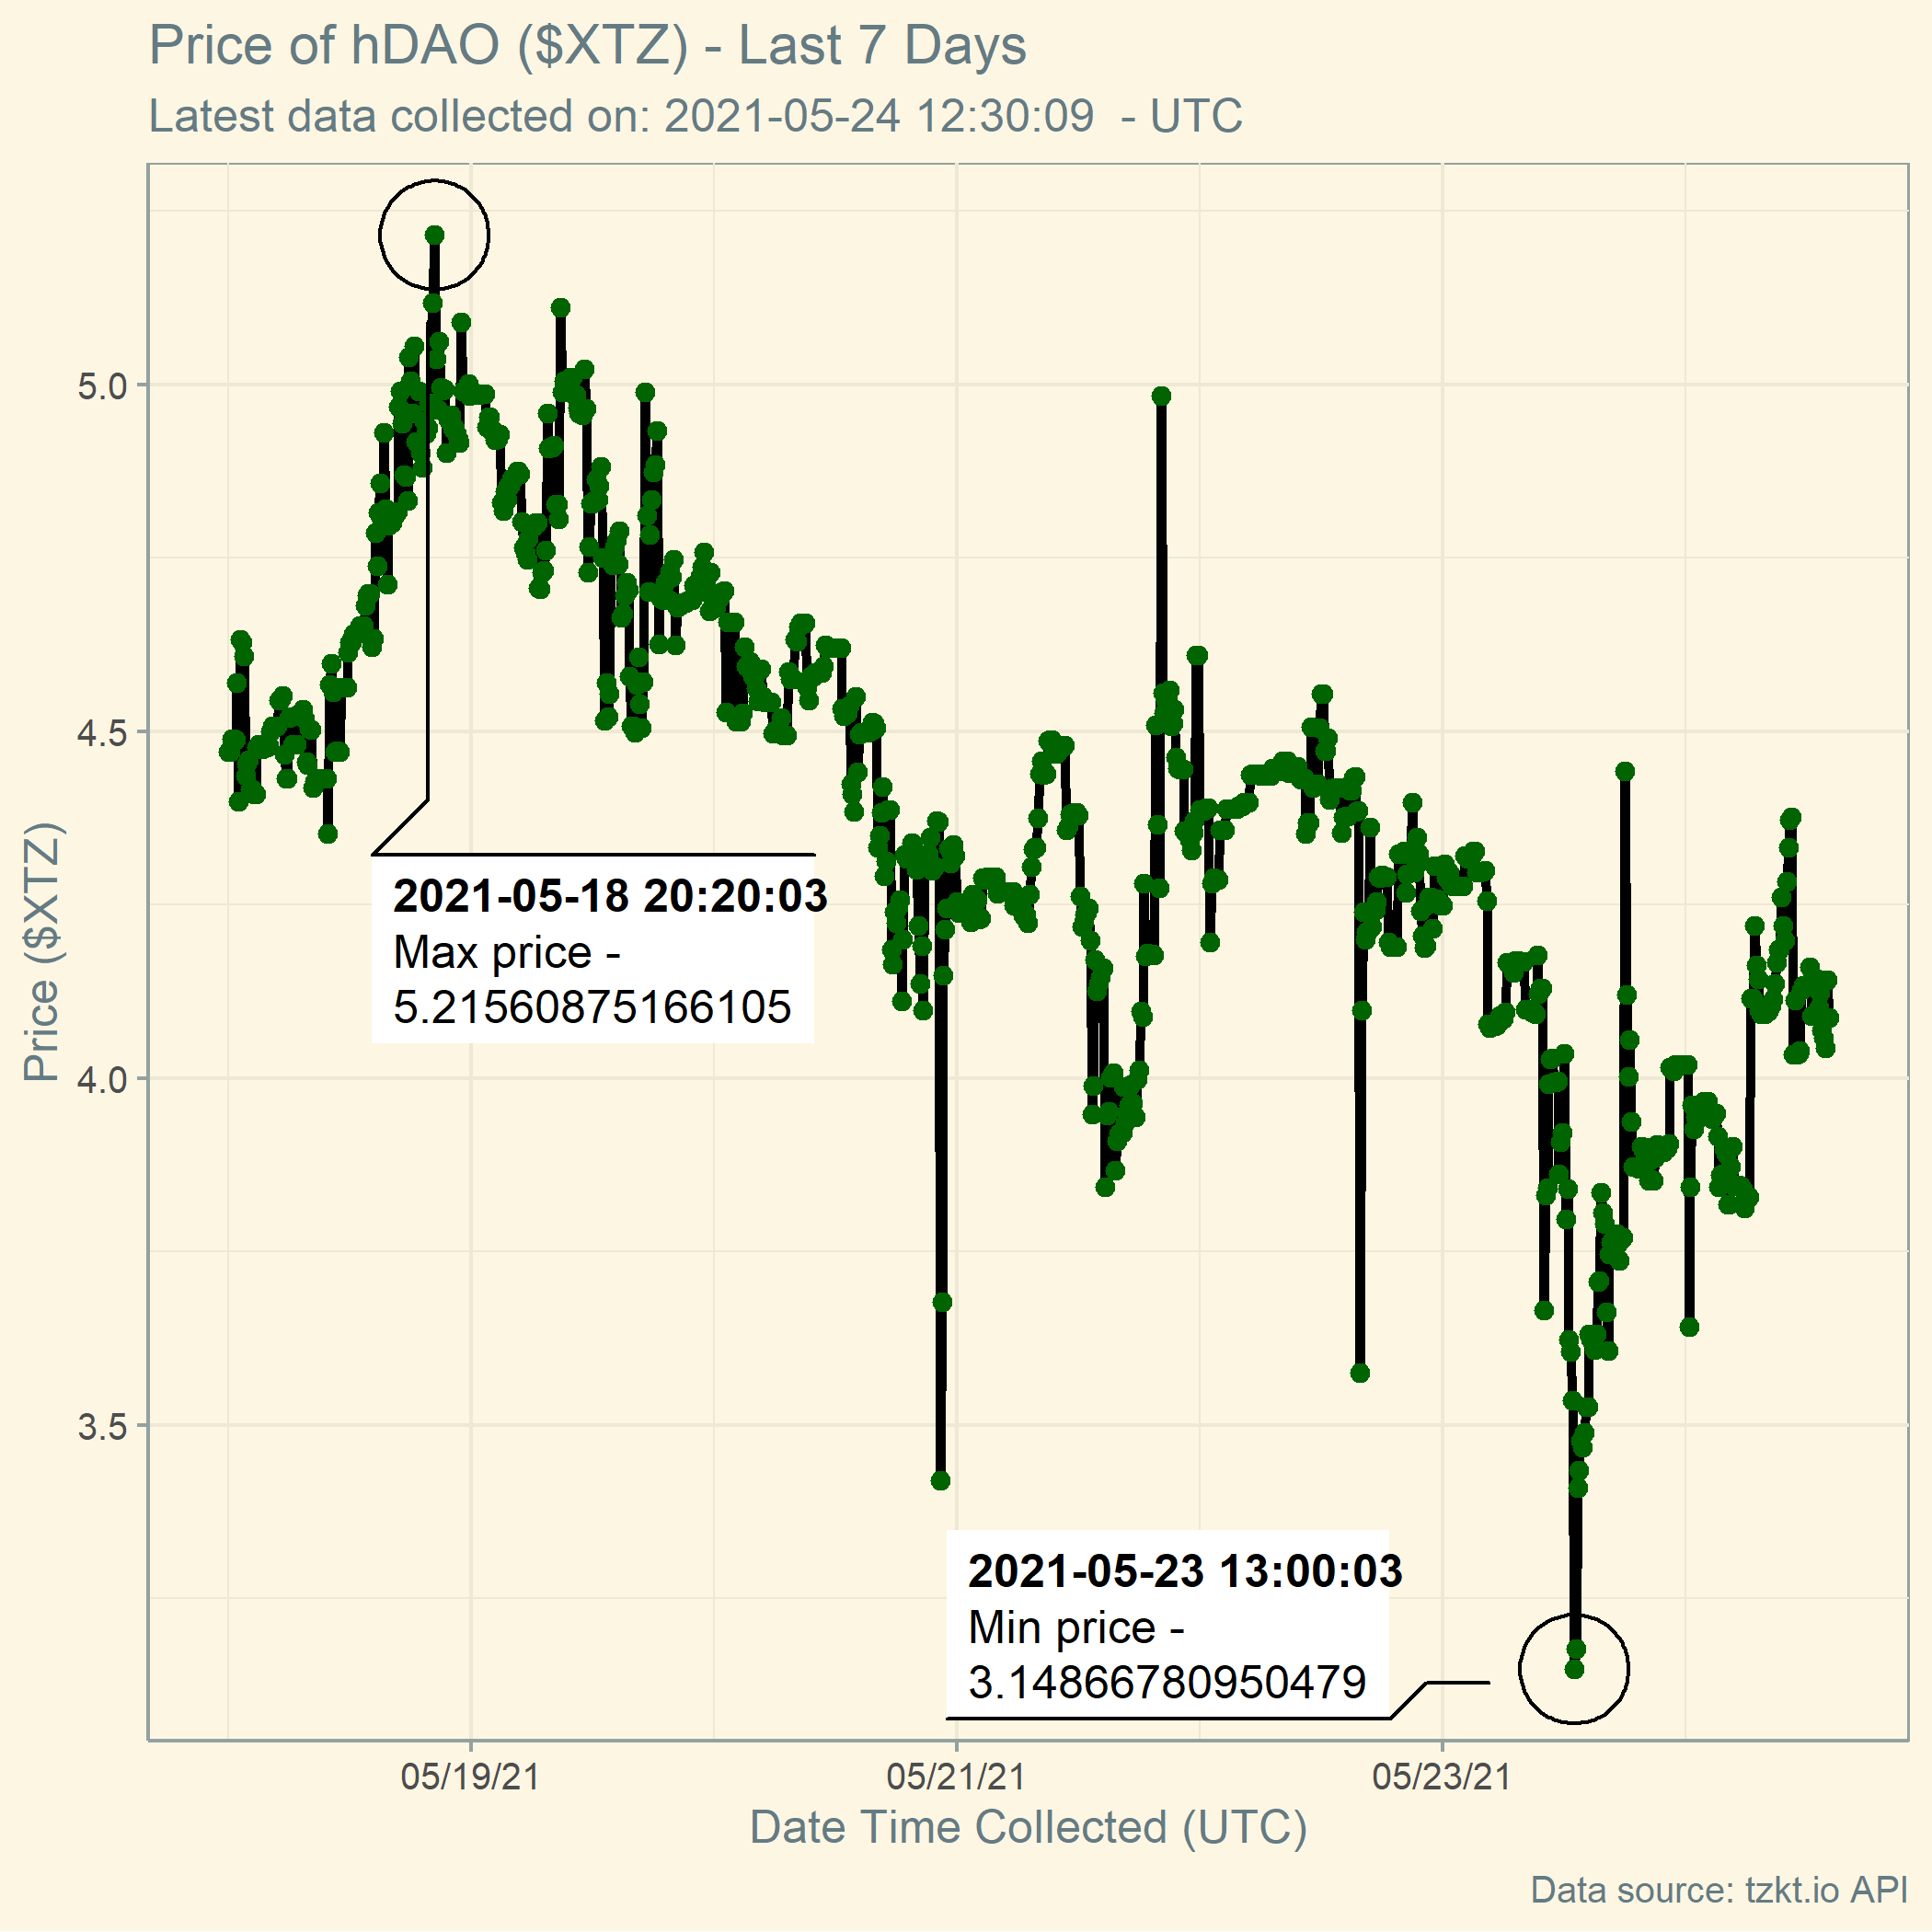 Price of hDAO ($XTZ) - Last 7 Days
Latest data collected on: 2021-05-24 12:30:09  - UTC
Price ($XTZ)
5.0
4.5
4.0
3.5
2021-05-18 20:20:03
Max price -
5.21560875166105
2021-05-23 13:00:03
Min price -
3.14866780950479
05/19/21
05/21/21
05/23/21
Date Time Collected (UTC)
Data source: tzkt.io API